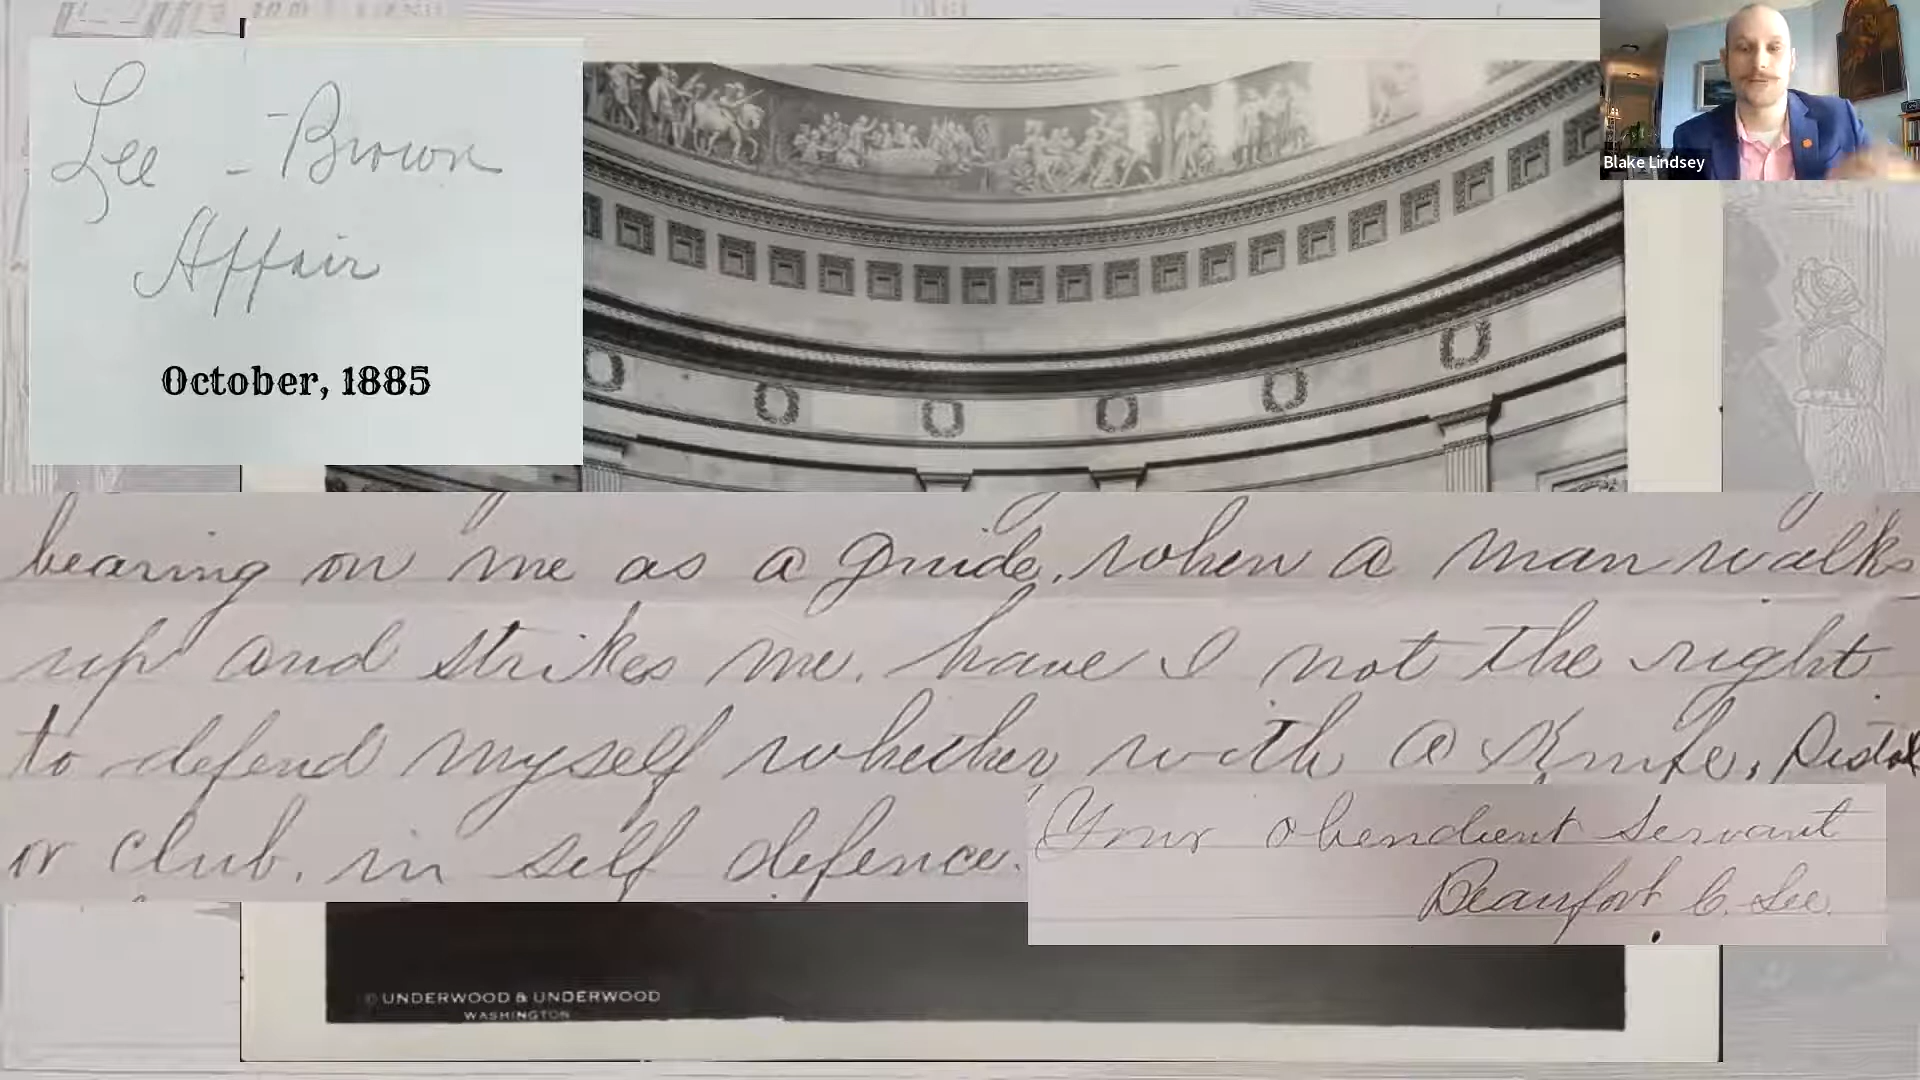 Lee - Brown
Affair
October, 1885
Blake Lindsey
bearing on me as a guide, when a man walks
up and strikes me. have I not the right
to defend myself whether with a Knife, Pistol
or club. in self defence.
Your obendient Servant
Beaufort C. Lee.
© UNDERWOOD & UNDERWOOD
WASHINGTON